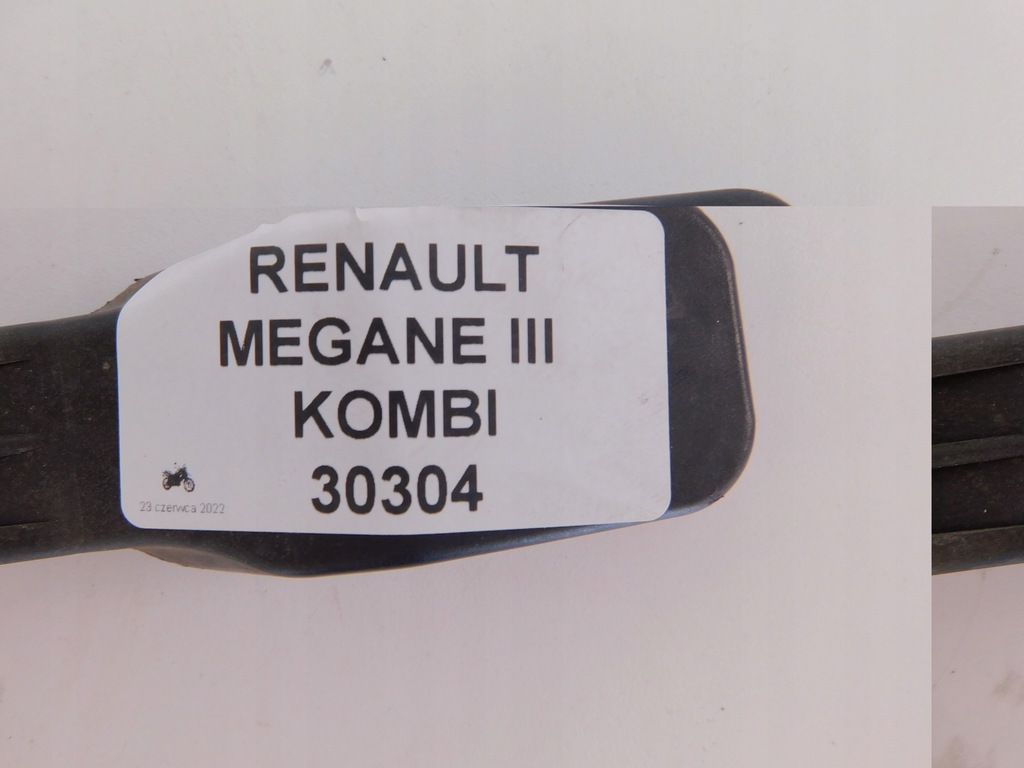 RENAULT
MEGANE III
KOMBI
30304
23 czerwca 2022